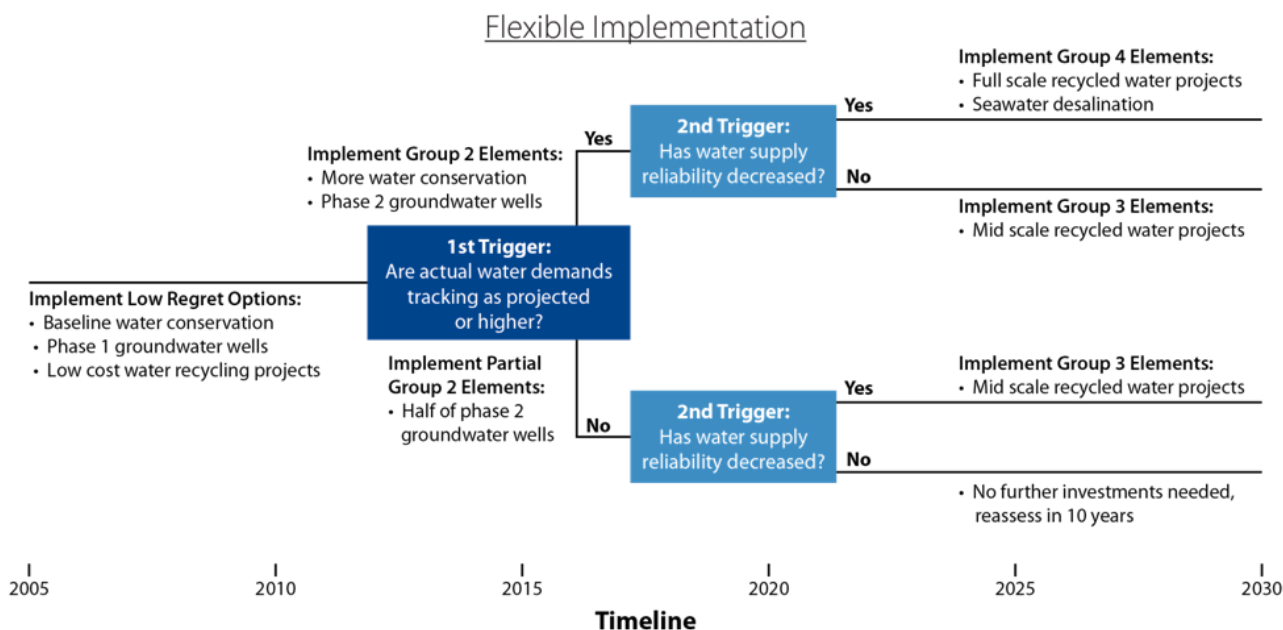 Flexible Implementation
Implement Group 4 Elements:
• Full scale recycled water projects
• Seawater desalination
Yes
2nd Trigger:
Has water supply
reliability decreased?
No
Implement Group 3 Elements:
• Mid scale recycled water projects
Yes
Implement Group 2 Elements:
• More water conservation
• Phase 2 groundwater wells
1st Trigger:
Are actual water demands
tracking as projected
or higher?
Implement Low Regret Options:
• Baseline water conservation
• Phase 1 groundwater wells
• Low cost water recycling projects
Implement Partial
Group 2 Elements:
• Half of phase 2
groundwater wells
No
2nd Trigger:
Has water supply
reliability decreased?
Yes
Implement Group 3 Elements:
• Mid scale recycled water projects
No
• No further investments needed,
reassess in 10 years
2005 2010 2015 2020 2025 2030
Timeline